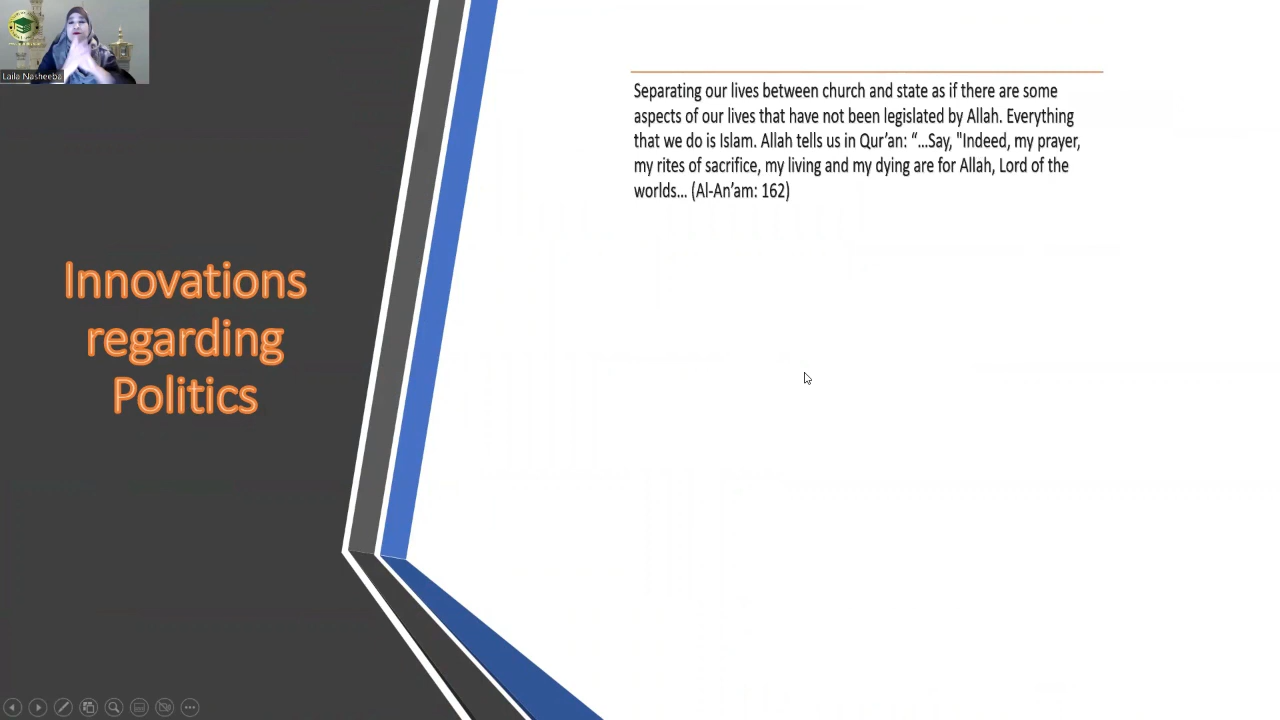 Laila Nasheeba
Innovations
regarding
Politics
Separating our lives between church and state as if there are some
aspects of our lives that have not been legislated by Allah. Everything
that we do is Islam. Allah tells us in Qur’an: “…Say, "Indeed, my prayer,
my rites of sacrifice, my living and my dying are for Allah, Lord of the
worlds… (Al-An’am: 162)